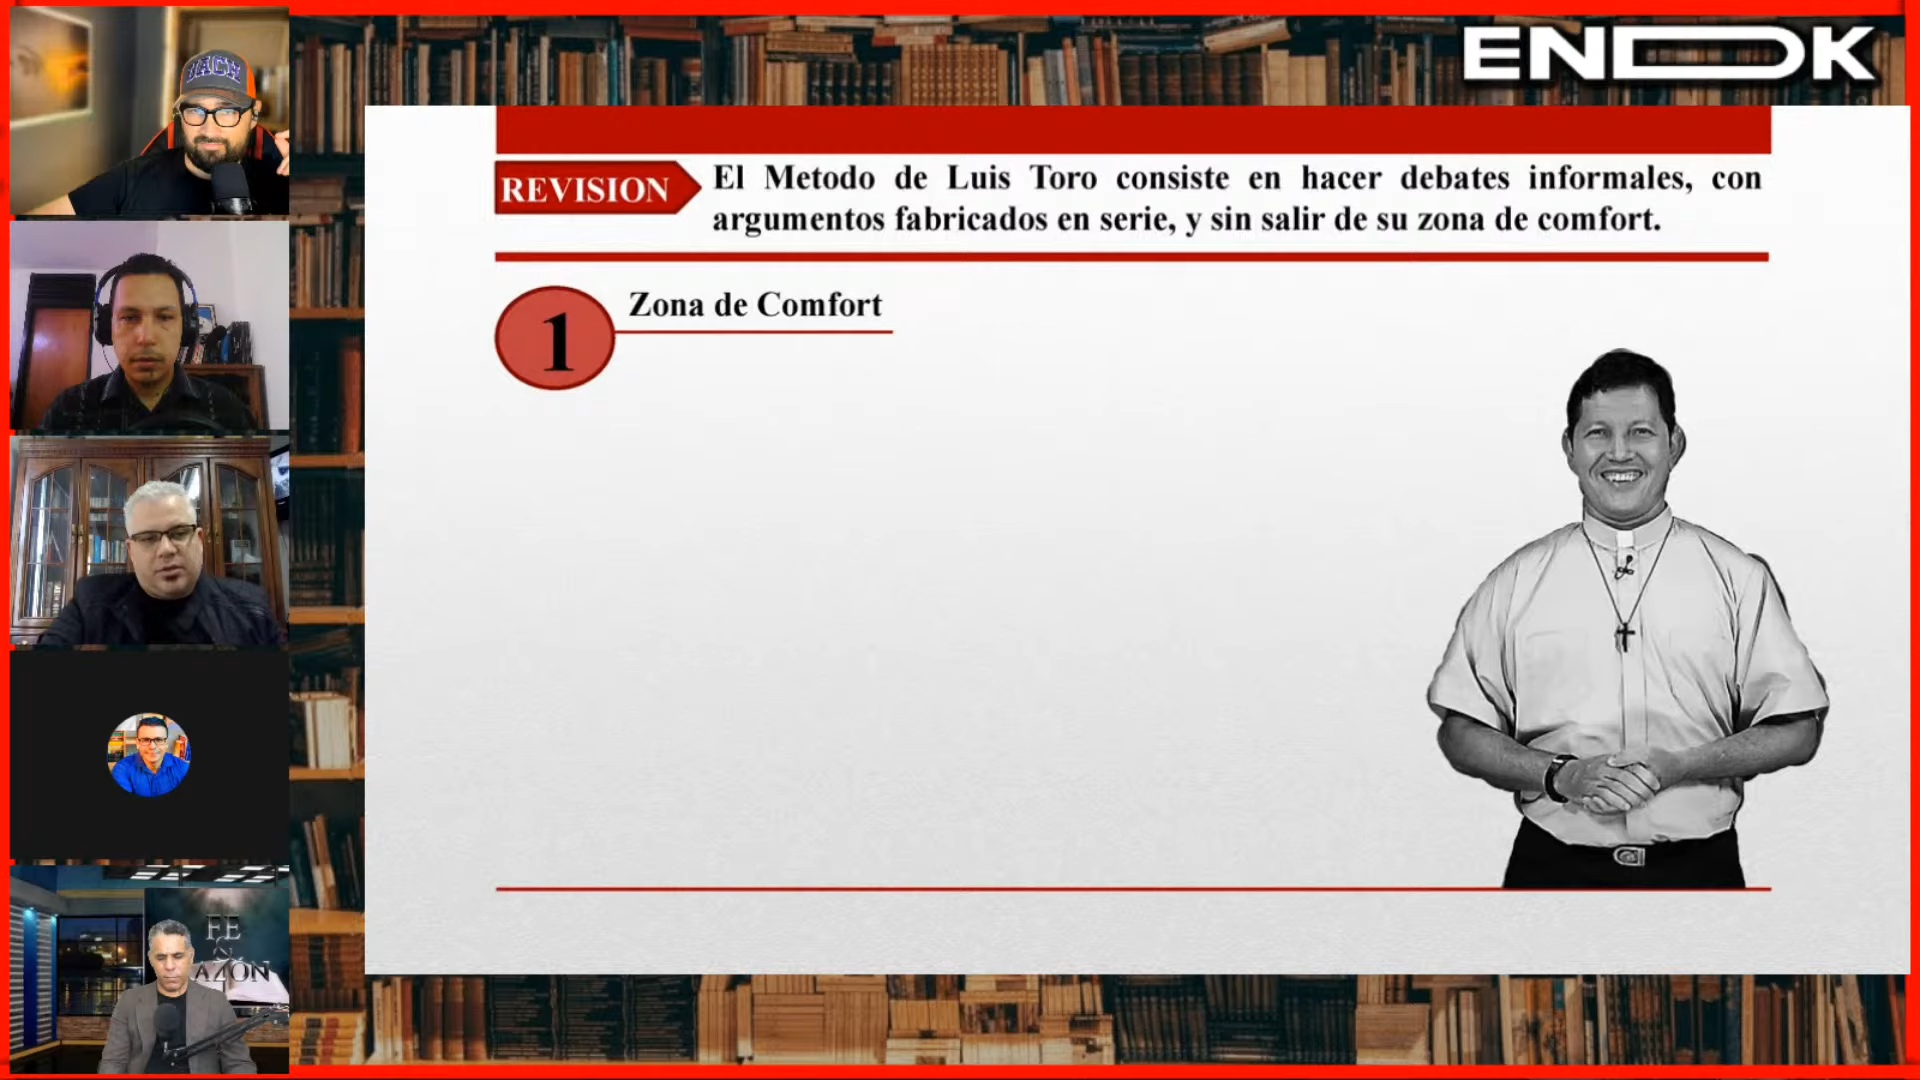 ENDK
REVISION
El Metodo de Luis Toro consiste en hacer debates informales, con
argumentos fabricados en serie, y sin salir de su zona de comfort.
1
Zona de Comfort
FE
&
AZÓN